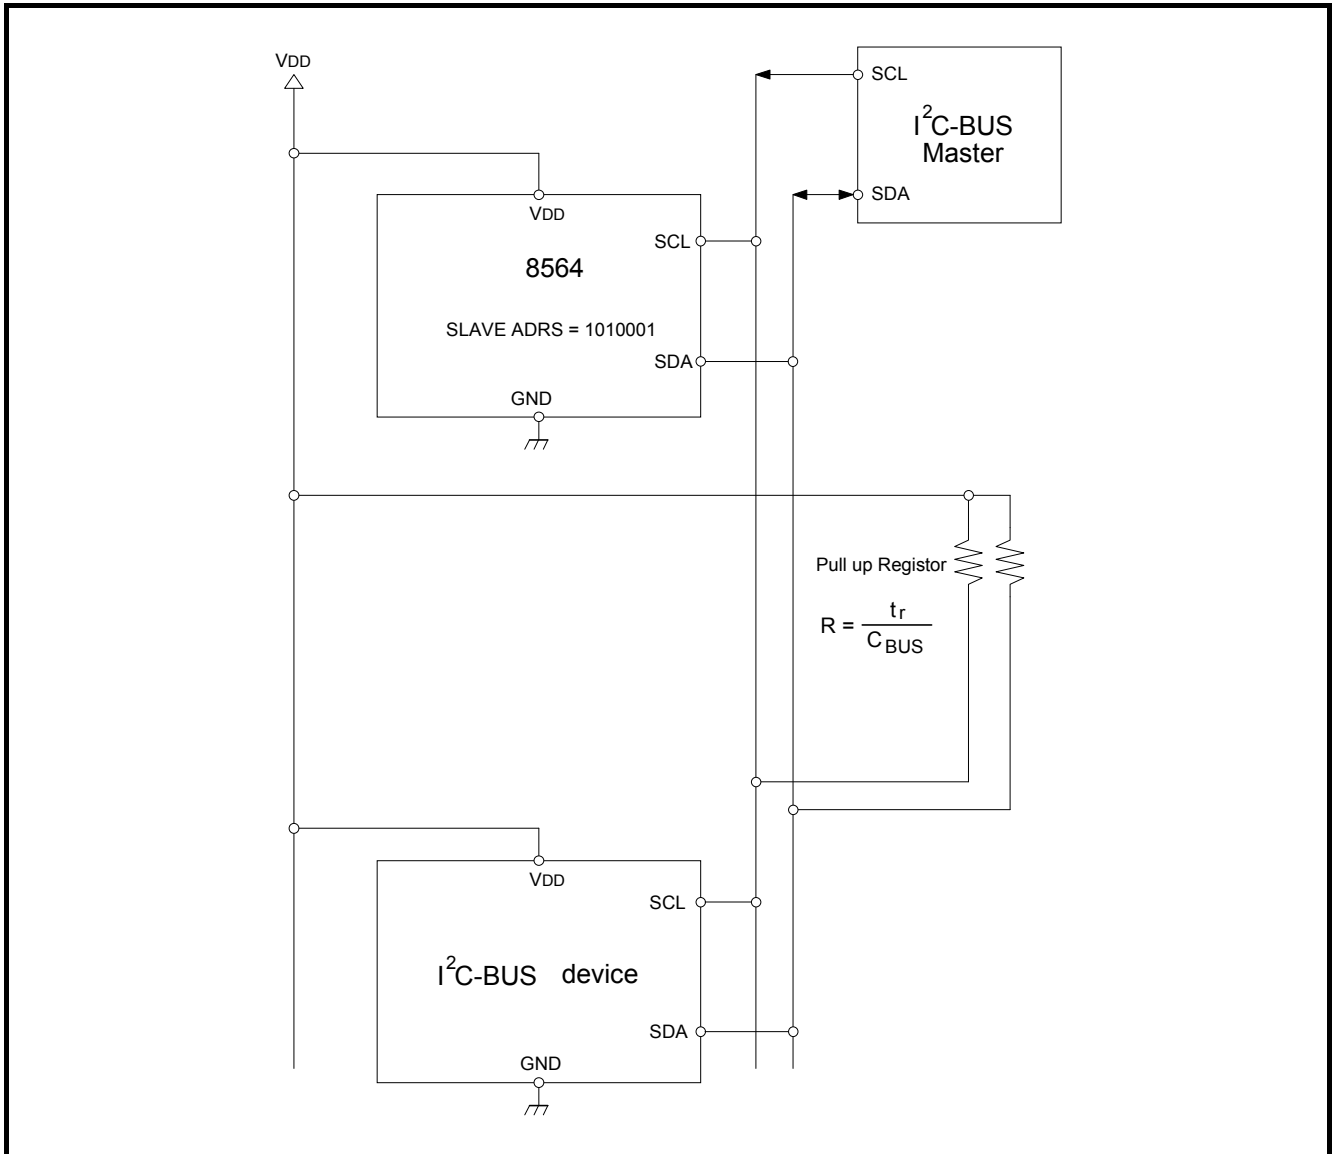 VDD
SCL
I²C-BUS
Master
SDA
VDD
SCL
8564
SLAVE ADRS = 1010001
SDA
GND
Pull up Registor
R = tr / CBUS
VDD
SCL
I²C-BUS device
SDA
GND